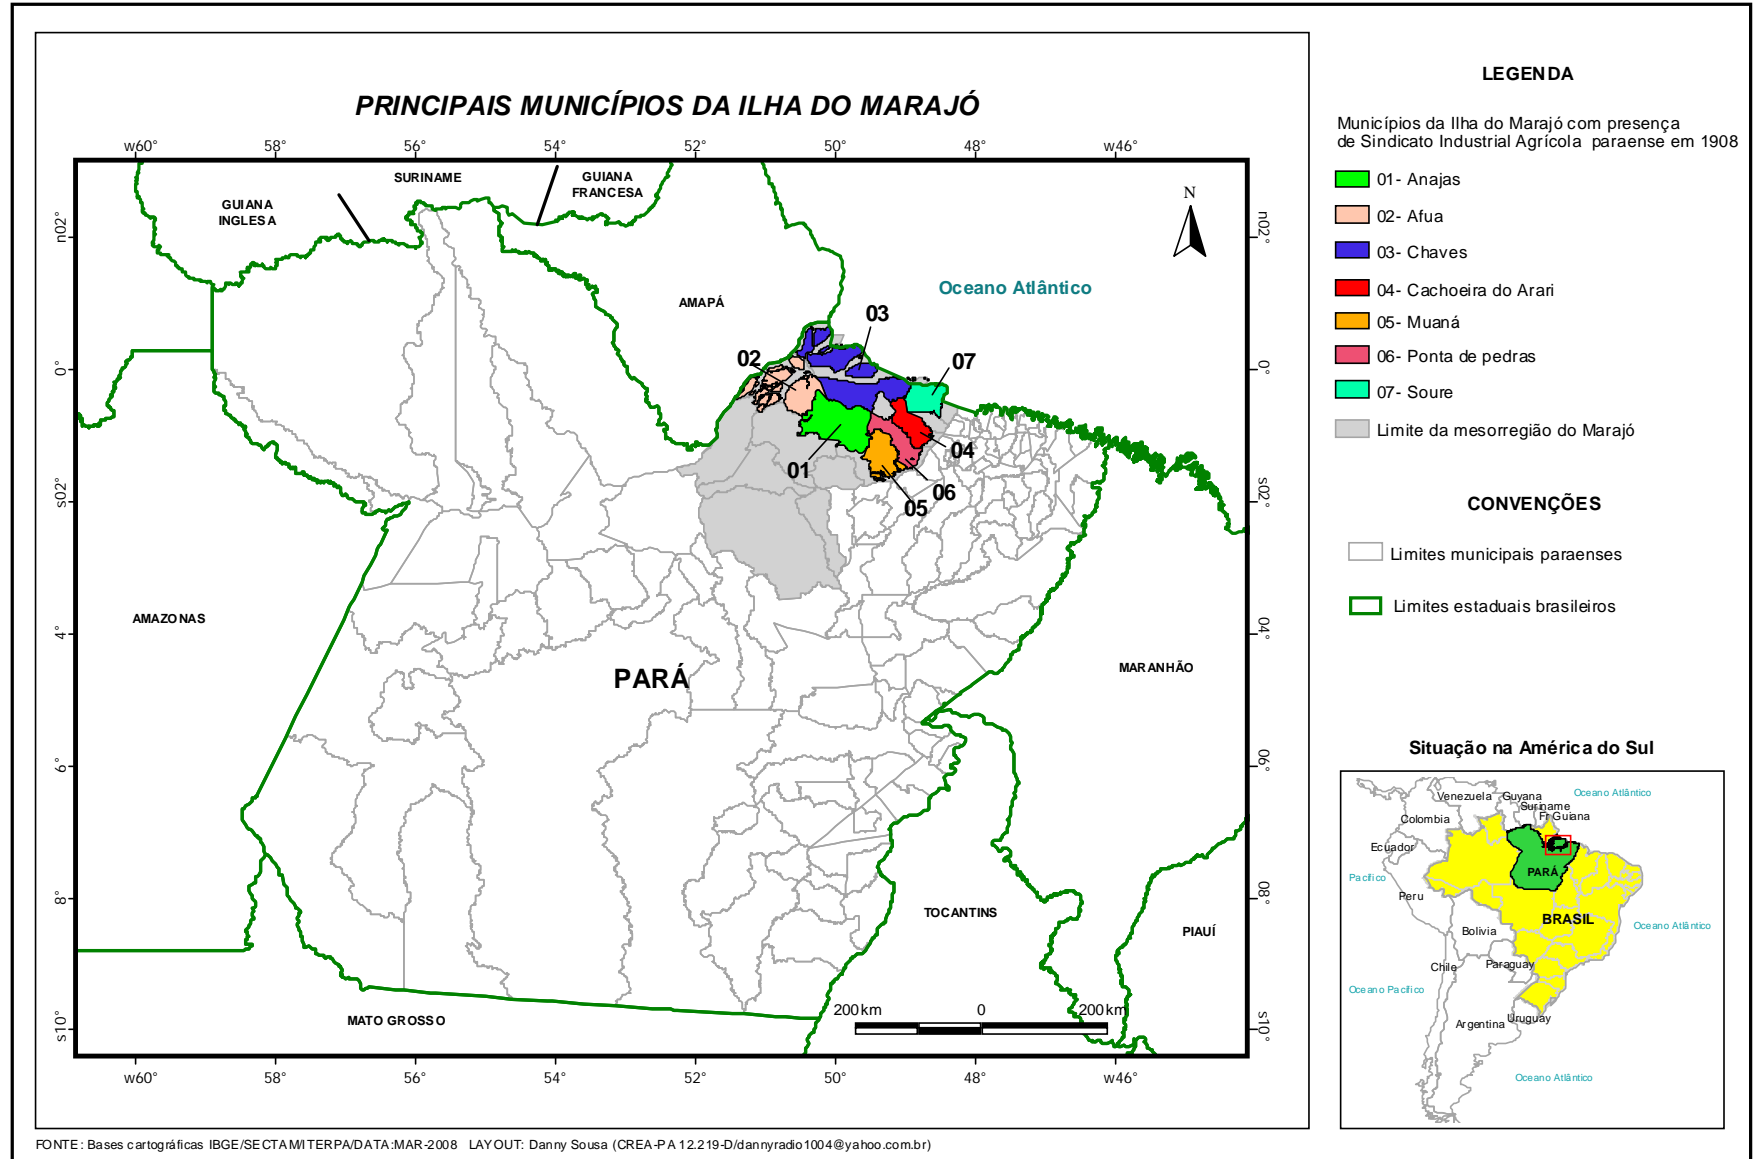 PRINCIPAIS MUNICÍPIOS DA ILHA DO MARAJÓ
w60° 58° 56° 54° 52° 50° 48° w46°
SURINAME
GUIANA
FRANCESA
GUIANA
INGLESA
N
n02°
n02°
AMAPÁ
Oceano Atlântico
03
02
07
0°
0°
04
01
06
05
s02°
s02°
AMAZONAS
4°
04°
PARÁ
MARANHÃO
6°
06°
8°
08°
TOCANTINS
PIAUÍ
MATO GROSSO
200 km 0 200 km
s10°
s10°
w60° 58° 56° 54° 52° 50° 48° w46°
FONTE: Bases cartográficas IBGE/SECTAM/ITERPA/DATA:MAR-2008 LAYOUT: Danny Sousa (CREA-PA 12.219-D/dannyradio1004@yahoo.com.br)
LEGENDA
Municípios da Ilha do Marajó com presença
de Sindicato Industrial Agrícola paraense em 1908
01- Anajas
02- Afua
03- Chaves
04- Cachoeira do Arari
05- Muaná
06- Ponta de pedras
07- Soure
Limite da mesorregião do Marajó
CONVENÇÕES
Limites municipais paraenses
Limites estaduais brasileiros
Situação na América do Sul
Venezuela
Guyana
Oceano Atlântico
Suriname
Colombia
Fr Guiana
Ecuador
PARÁ
Pacífico
Peru
BRASIL
Oceano Atlântico
Bolivia
Chile
Paraguay
Oceano Pacífico
Uruguay
Argentina
Oceano Atlântico